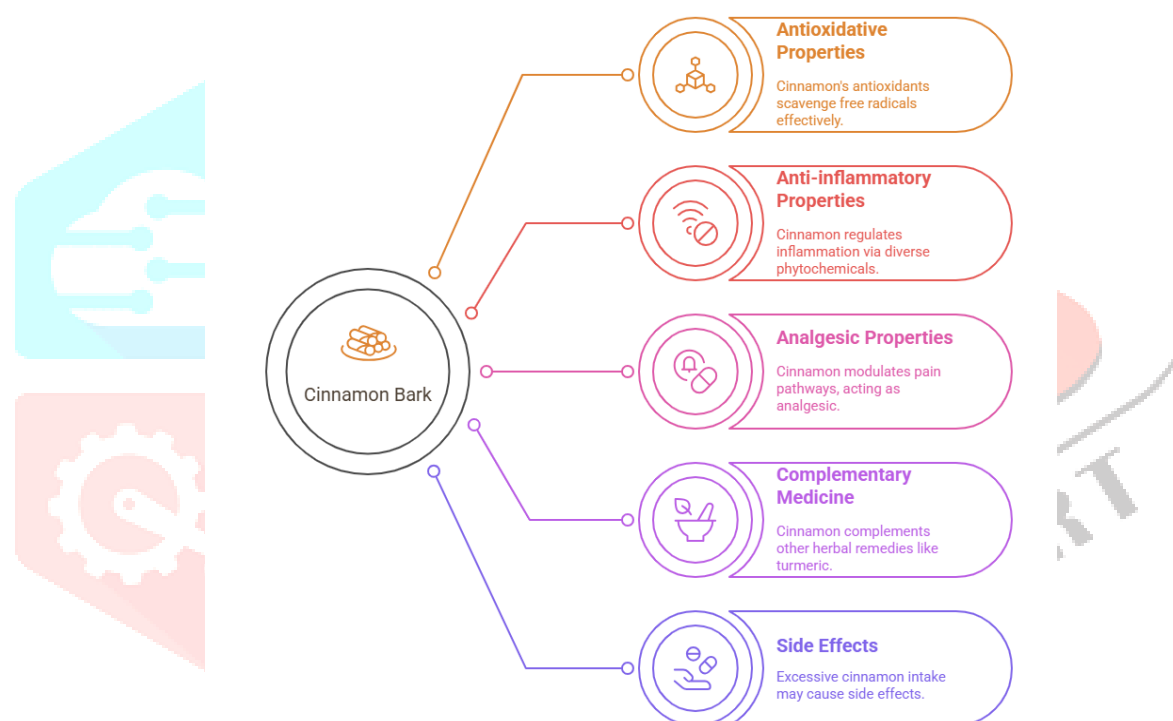 Antioxidative
Properties
Cinnamon's antioxidants
scavenge free radicals
effectively.
Anti-inflammatory
Properties
Cinnamon regulates
inflammation via diverse
phytochemicals.
Cinnamon Bark
Analgesic Properties
Cinnamon modulates pain
pathways, acting as
analgesic.
Complementary
Medicine
Cinnamon complements
other herbal remedies like
turmeric.
Side Effects
Excessive cinnamon intake
may cause side effects.